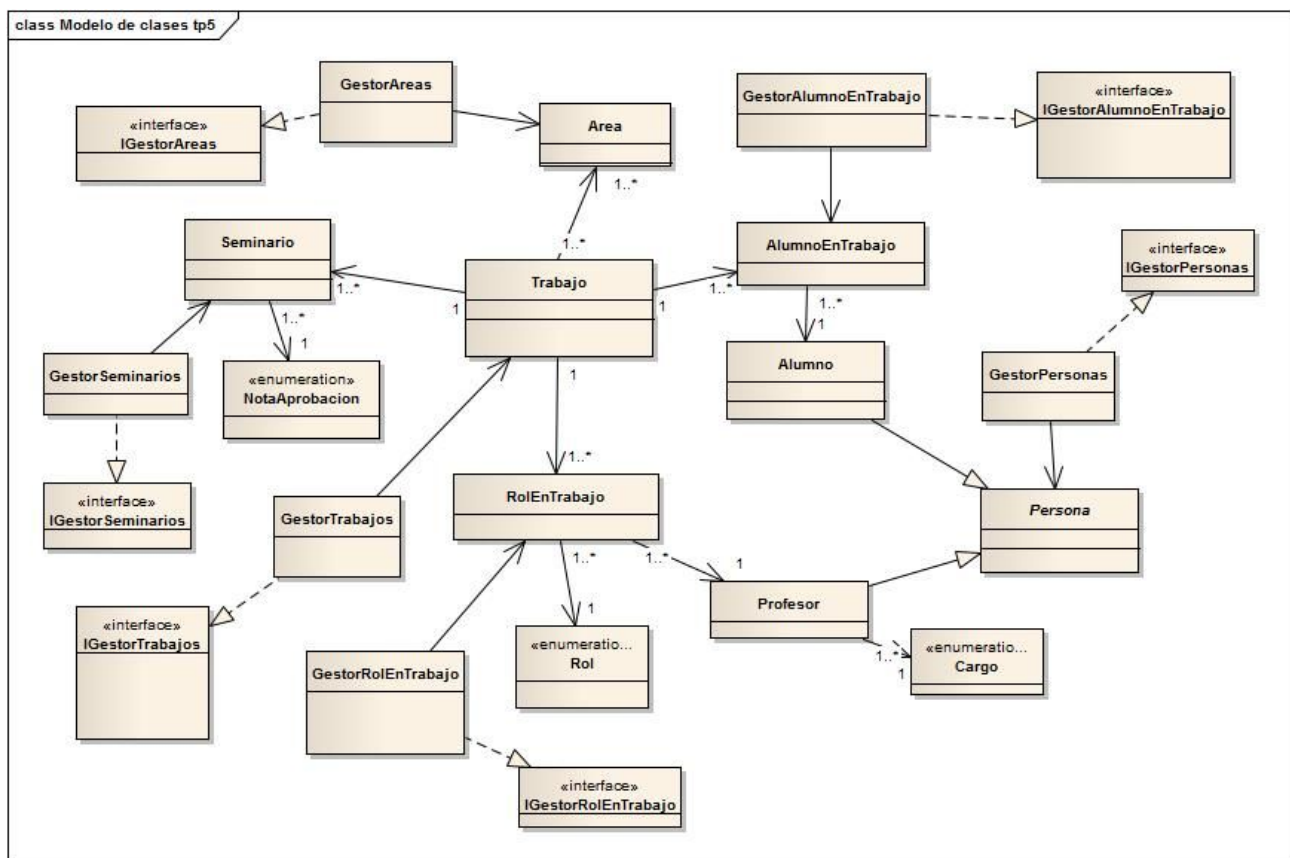 class Modelo de clases tp5
GestorAreas
«interface»
IGestorAreas
Area
GestorAlumnoEnTrabajo
«interface»
IGestorAlumnoEnTrabajo
1..*
Seminario
1..*
AlumnoEnTrabajo
«interface»
IGestorPersonas
Trabajo
1..*
1
1
1..*
1..*
1..*
1
1
GestorSeminarios
«enumeration»
NotaAprobacion
1
Alumno
GestorPersonas
1..*
«interface»
IGestorSeminarios
RolEnTrabajo
GestorTrabajos
Persona
1..*
1..*
1
Profesor
«interface»
IGestorTrabajos
1
«enumeratio...
Rol
1..*
1
«enumeratio...
Cargo
GestorRolEnTrabajo
«interface»
IGestorRolEnTrabajo